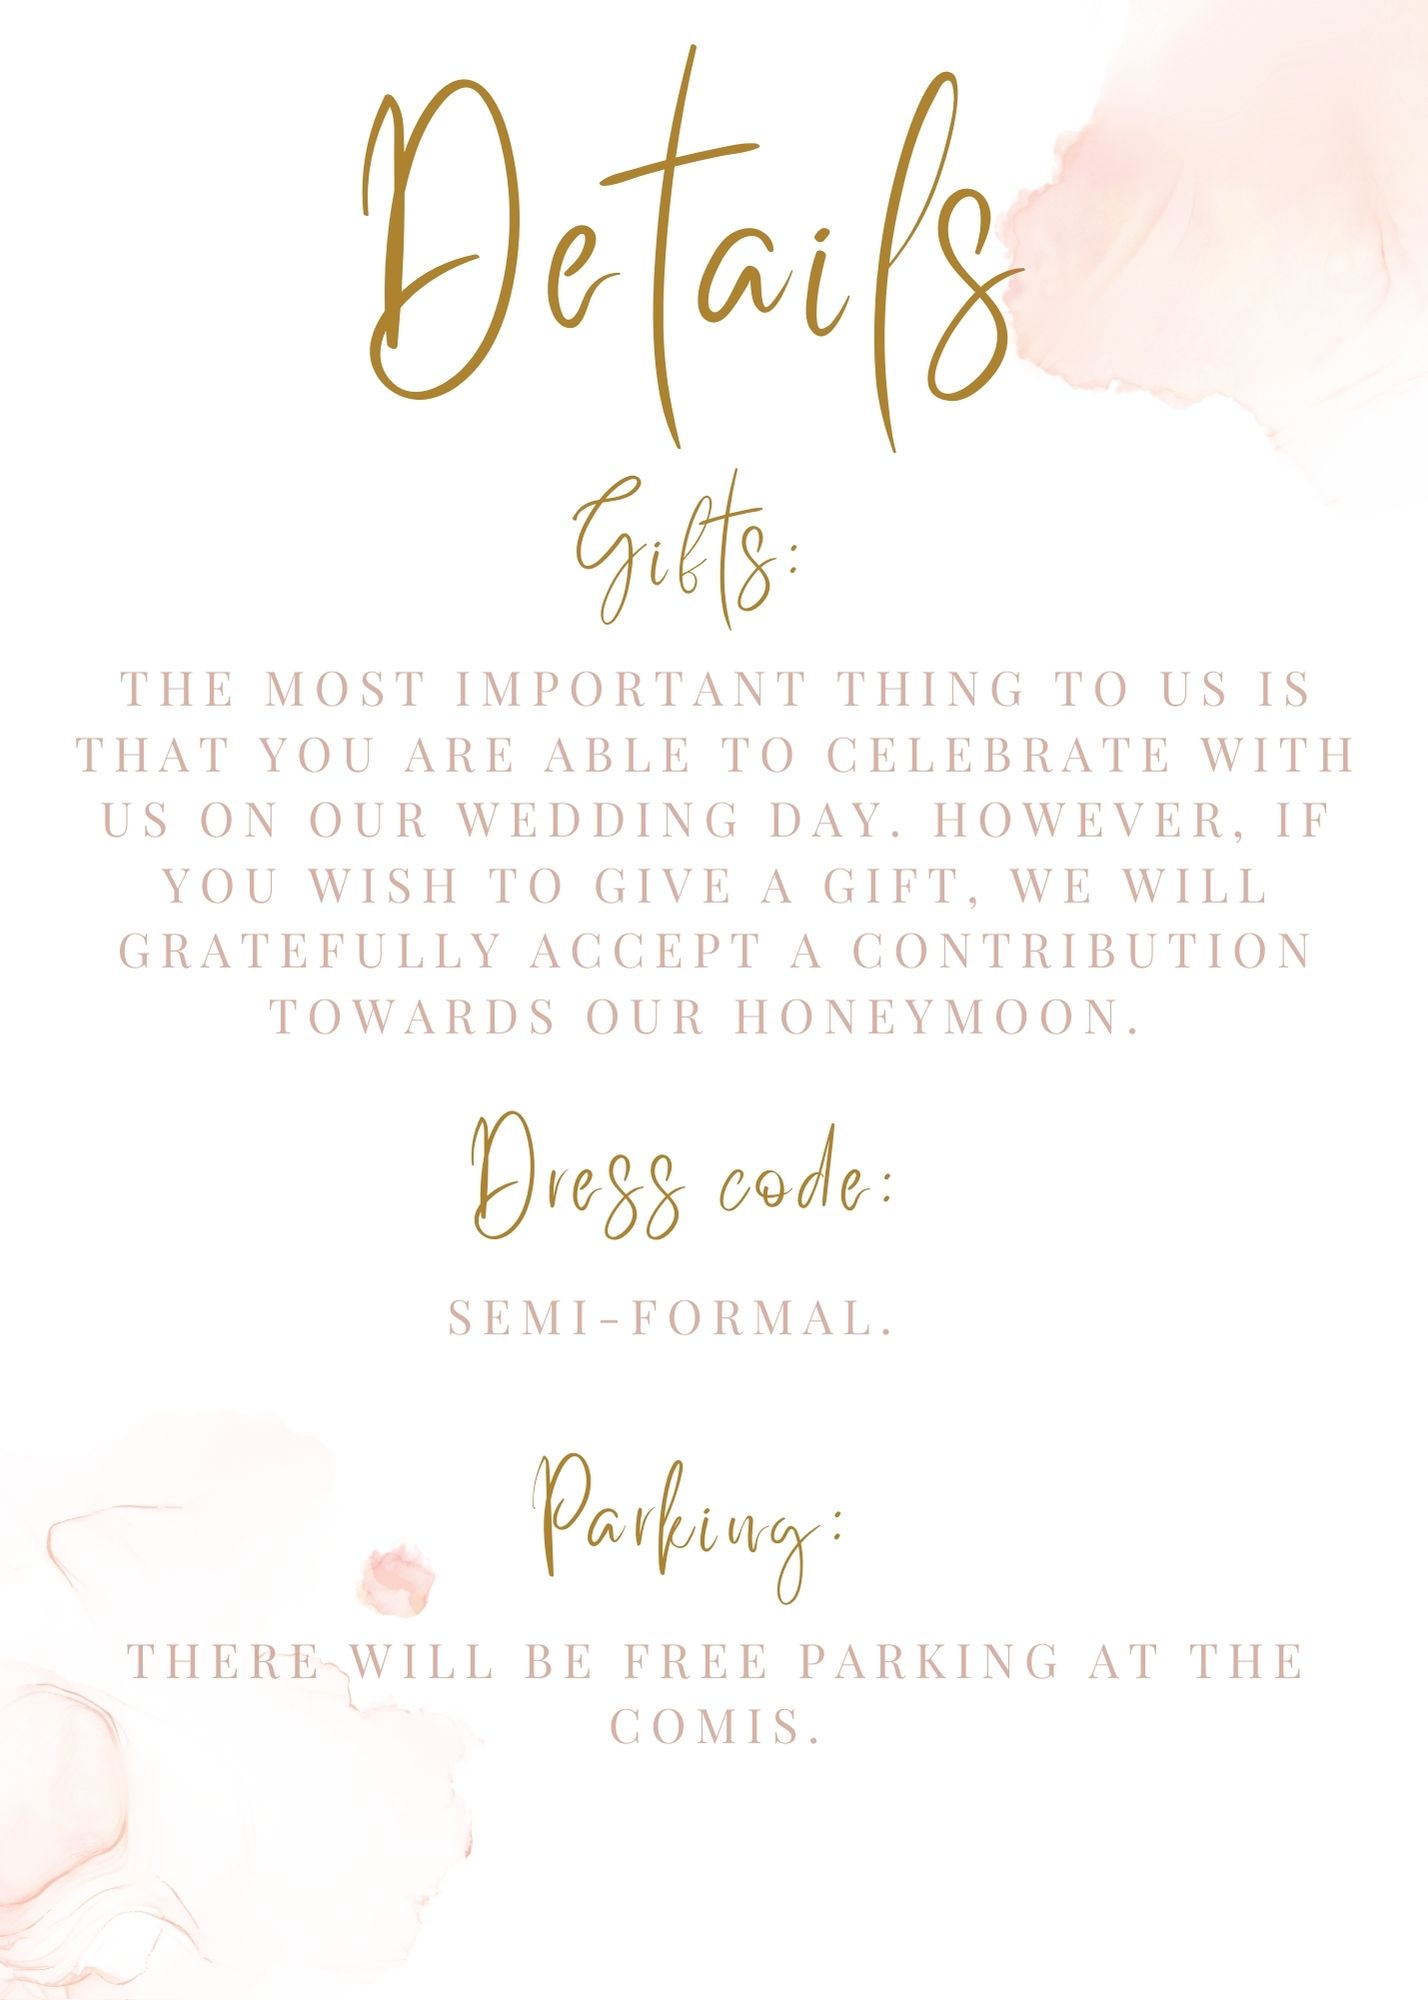 Details
Gifts:
THE MOST IMPORTANT THING TO US IS
THAT YOU ARE ABLE TO CELEBRATE WITH
US ON OUR WEDDING DAY. HOWEVER, IF
YOU WISH TO GIVE A GIFT, WE WILL
GRATEFULLY ACCEPT A CONTRIBUTION
TOWARDS OUR HONEYMOON.
Dress code:
SEMI-FORMAL.
Parking:
THERE WILL BE FREE PARKING AT THE
COMIS.